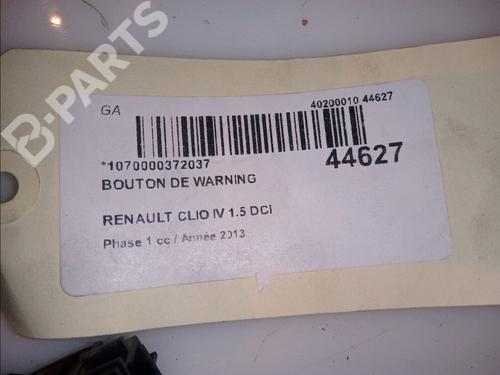 B-PARTS
GA
40200010 44627
*1070000372037
44627
BOUTON DE WARNING
RENAULT CLIO IV 1.5 DCI
Phase 1 cc / Année 2013